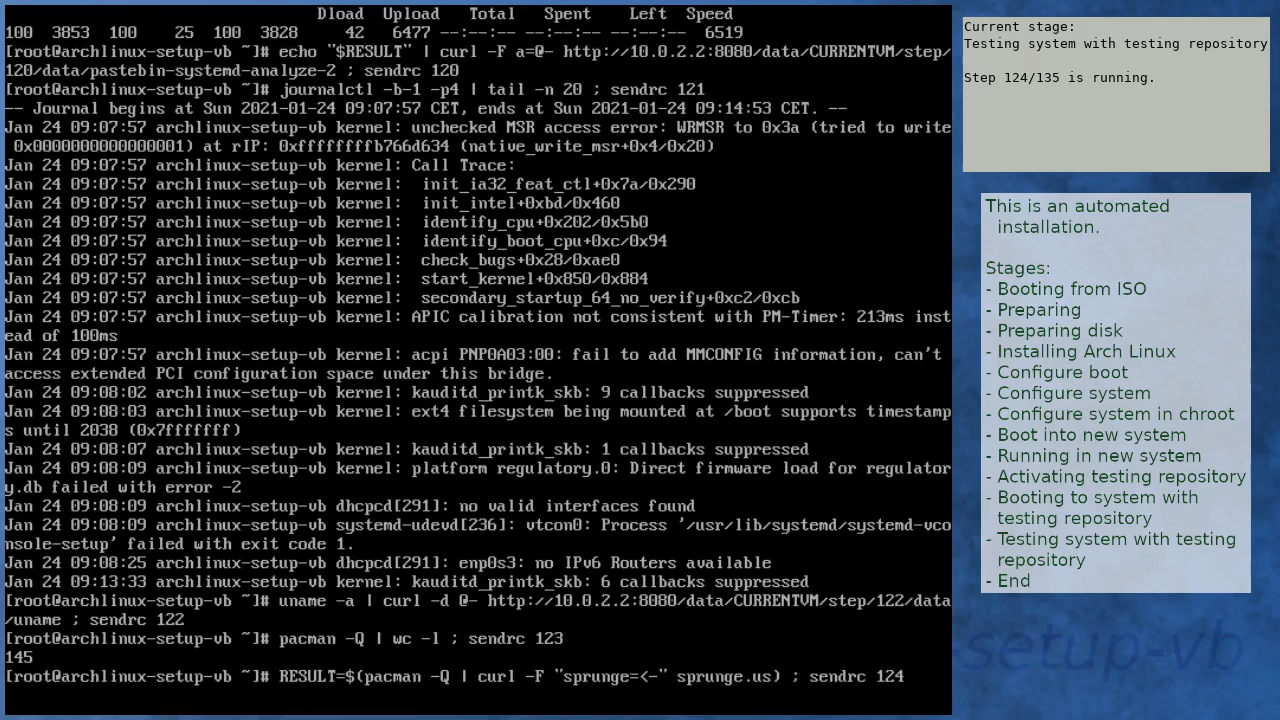 Dload  Upload   Total   Spent    Left  Speed
100  3853  100    25  100  3828     42   6477 --:--:-- --:--:-- --:--:--  6519
[root@archlinux-setup-vb ~]# echo "$RESULT" | curl -F a=@- http://10.0.2.2:8080/data/CURRENTVM/step/
120/data/pastebin-systemd-analyze-2 ; sendrc 120
[root@archlinux-setup-vb ~]# journalctl -b-1 -p4 | tail -n 20 ; sendrc 121
-- Journal begins at Sun 2021-01-24 09:07:57 CET, ends at Sun 2021-01-24 09:14:53 CET. --
Jan 24 09:07:57 archlinux-setup-vb kernel: unchecked MSR access error: WRMSR to 0x3a (tried to write
 0x0000000000000001) at rIP: 0xffffffffb766d634 (native_write_msr+0x4/0x20)
Jan 24 09:07:57 archlinux-setup-vb kernel: Call Trace:
Jan 24 09:07:57 archlinux-setup-vb kernel:  init_ia32_feat_ctl+0x7a/0x290
Jan 24 09:07:57 archlinux-setup-vb kernel:  init_intel+0xbd/0x460
Jan 24 09:07:57 archlinux-setup-vb kernel:  identify_cpu+0x202/0x5b0
Jan 24 09:07:57 archlinux-setup-vb kernel:  identify_boot_cpu+0xc/0x94
Jan 24 09:07:57 archlinux-setup-vb kernel:  check_bugs+0x28/0xae0
Jan 24 09:07:57 archlinux-setup-vb kernel:  start_kernel+0x850/0x884
Jan 24 09:07:57 archlinux-setup-vb kernel:  secondary_startup_64_no_verify+0xc2/0xcb
Jan 24 09:07:57 archlinux-setup-vb kernel: APIC calibration not consistent with PM-Timer: 213ms inst
ead of 100ms
Jan 24 09:07:57 archlinux-setup-vb kernel: acpi PNP0A03:00: fail to add MMCONFIG information, can't
access extended PCI configuration space under this bridge.
Jan 24 09:08:02 archlinux-setup-vb kernel: kauditd_printk_skb: 9 callbacks suppressed
Jan 24 09:08:03 archlinux-setup-vb kernel: ext4 filesystem being mounted at /boot supports timestamp
s until 2038 (0x7fffffff)
Jan 24 09:08:07 archlinux-setup-vb kernel: kauditd_printk_skb: 1 callbacks suppressed
Jan 24 09:08:09 archlinux-setup-vb kernel: platform regulatory.0: Direct firmware load for regulator
y.db failed with error -2
Jan 24 09:08:09 archlinux-setup-vb dhcpcd[291]: no valid interfaces found
Jan 24 09:08:09 archlinux-setup-vb systemd-udevd[236]: vtcon0: Process '/usr/lib/systemd/systemd-vco
nsole-setup' failed with exit code 1.
Jan 24 09:08:25 archlinux-setup-vb dhcpcd[291]: enp0s3: no IPv6 Routers available
Jan 24 09:13:33 archlinux-setup-vb kernel: kauditd_printk_skb: 6 callbacks suppressed
[root@archlinux-setup-vb ~]# uname -a | curl -d @- http://10.0.2.2:8080/data/CURRENTVM/step/122/data
/uname ; sendrc 122
[root@archlinux-setup-vb ~]# pacman -Q | wc -l ; sendrc 123
145
[root@archlinux-setup-vb ~]# RESULT=$(pacman -Q | curl -F "sprunge=<-" sprunge.us) ; sendrc 124
Current stage:
Testing system with testing repository
Step 124/135 is running.
This is an automated
installation.
Stages:
- Booting from ISO
- Preparing
- Preparing disk
- Installing Arch Linux
- Configure boot
- Configure system
- Configure system in chroot
- Boot into new system
- Running in new system
- Activating testing repository
- Booting to system with
testing repository
- Testing system with testing
repository
- End
-setup-vb